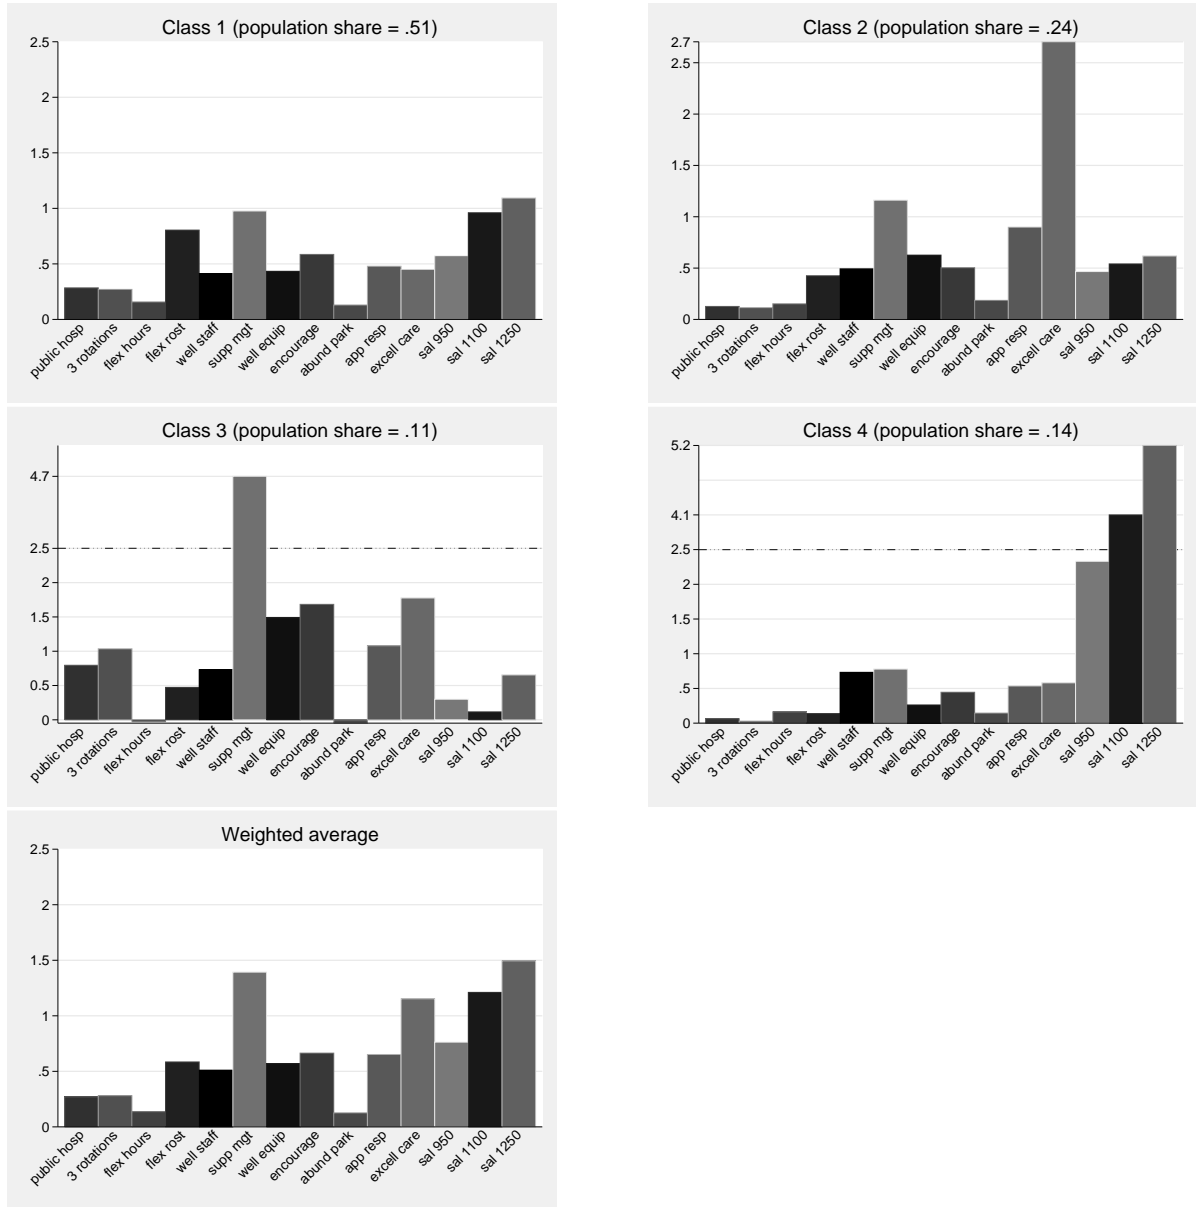 Class 1 (population share = .51)
2.5
2
1.5
1
.5
0
public hosp
3 rotations
flex hours
flex rost
well staff
supp mgt
well equip
encourage
abund park
app resp
excell care
sal 950
sal 1100
sal 1250
Class 2 (population share = .24)
2.7
2.5
2
1.5
1
.5
0
public hosp
3 rotations
flex hours
flex rost
well staff
supp mgt
well equip
encourage
abund park
app resp
excell care
sal 950
sal 1100
sal 1250
Class 3 (population share = .11)
4.7
2.5
2
1.5
1
0.5
0
public hosp
3 rotations
flex hours
flex rost
well staff
supp mgt
well equip
encourage
abund park
app resp
excell care
sal 950
sal 1100
sal 1250
Class 4 (population share = .14)
5.2
4.1
2.5
2
1.5
1
.5
0
public hosp
3 rotations
flex hours
flex rost
well staff
supp mgt
well equip
encourage
abund park
app resp
excell care
sal 950
sal 1100
sal 1250
Weighted average
2.5
2
1.5
1
.5
0
public hosp
3 rotations
flex hours
flex rost
well staff
supp mgt
well equip
encourage
abund park
app resp
excell care
sal 950
sal 1100
sal 1250